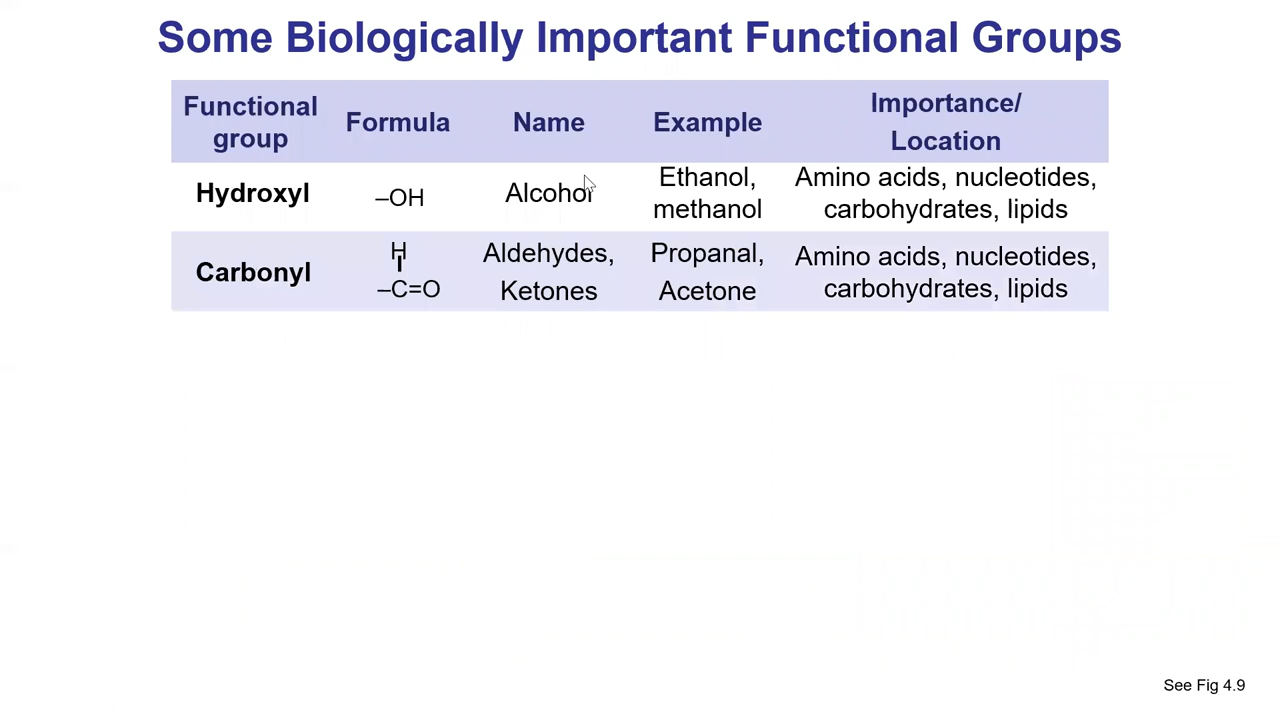 Some Biologically Important Functional Groups
Functional group
Formula
Name
Example
Importance/
Location
Hydroxyl
–OH
Alcohol
Ethanol,
methanol
Amino acids, nucleotides,
carbohydrates, lipids
Carbonyl
H
–C=O
Aldehydes,
Ketones
Propanal,
Acetone
Amino acids, nucleotides,
carbohydrates, lipids
See Fig 4.9